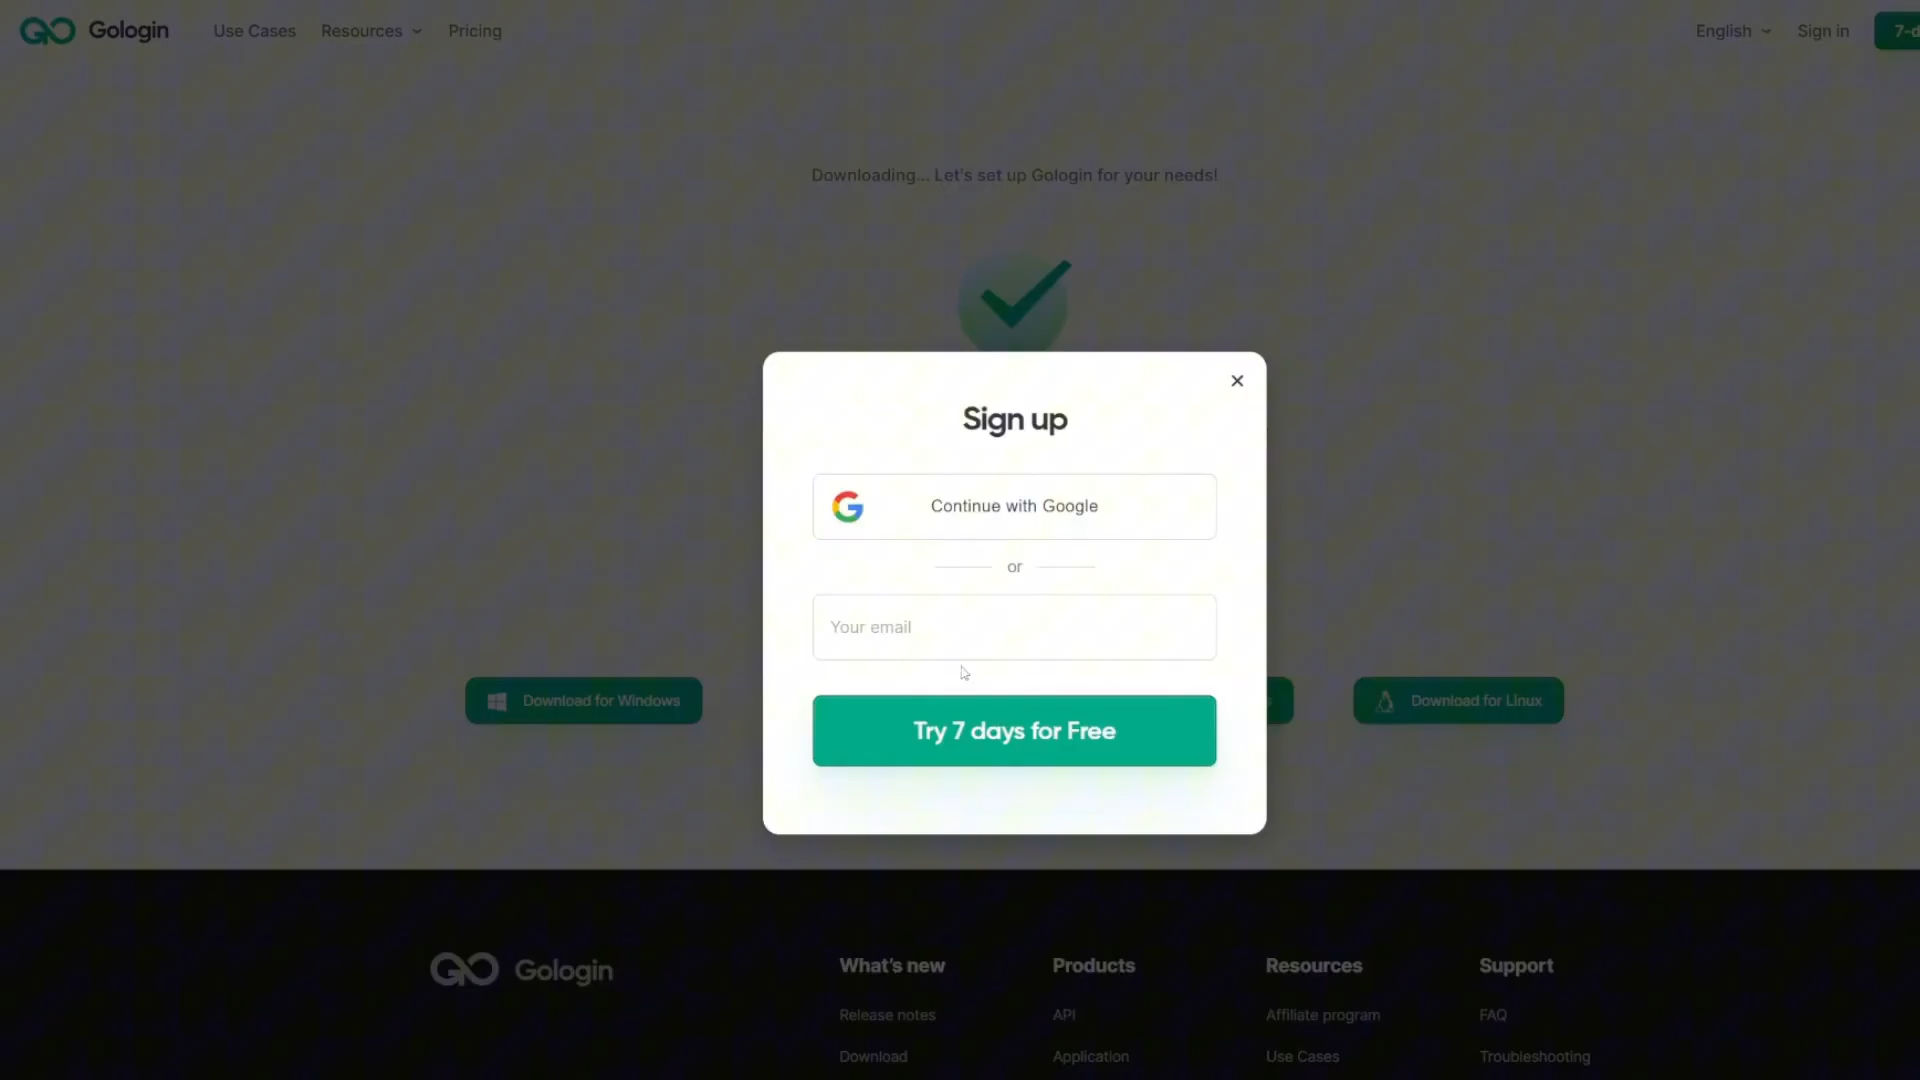 Gologin
Use Cases
Resources
Pricing
English
Sign in
7-d
Downloading... Let's set up Gologin for your needs!
Sign up
Continue with Google
or
Your email
Download for Windows
Try 7 days for Free
Download for Linux
Gologin
What's new
Products
Resources
Support
Release notes
API
Affiliate program
FAQ
Download
Application
Use Cases
Troubleshooting